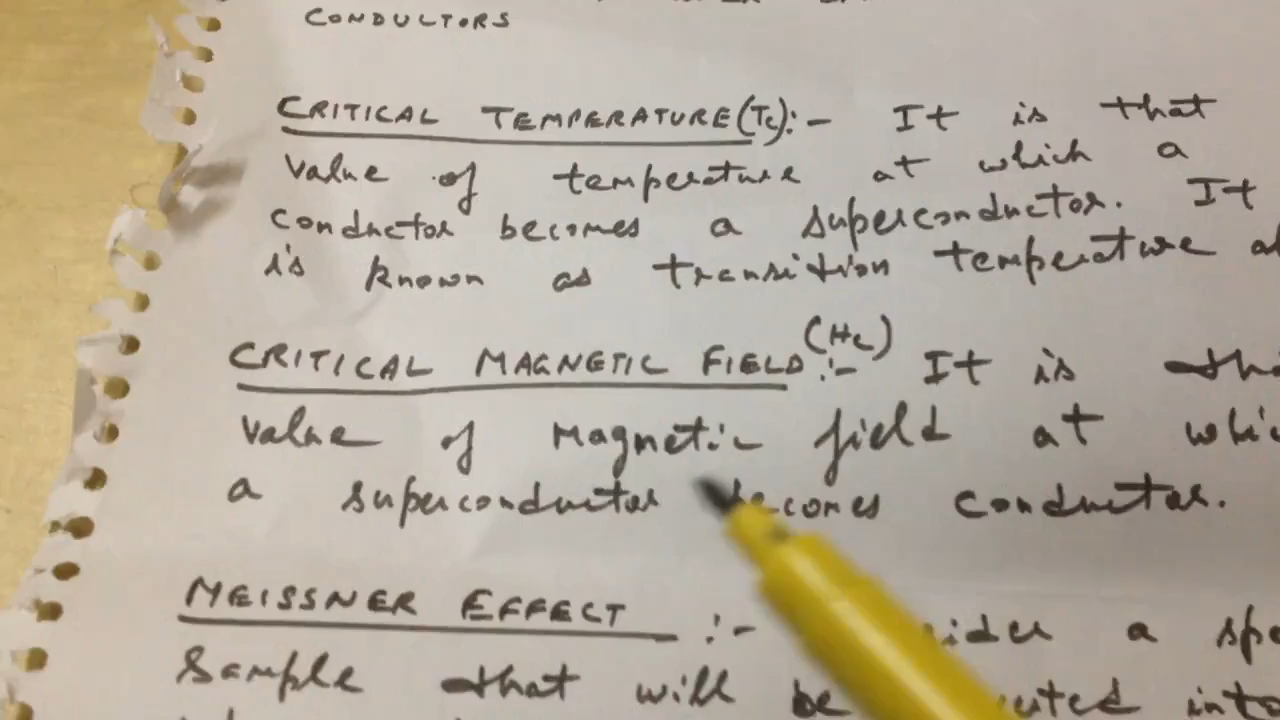 CONDUCTORS
CRITICAL TEMPERATURE(Tc):- It is that
value of temperature at which a
conductor becomes a superconductor. It
is known as transition temperature
(Hc)
CRITICAL MAGNETIC FIELD:- It is
value of Magnetic field at
a superconductor becomes conductor.
MEISSNER EFFECT :- a
Sample that will be into